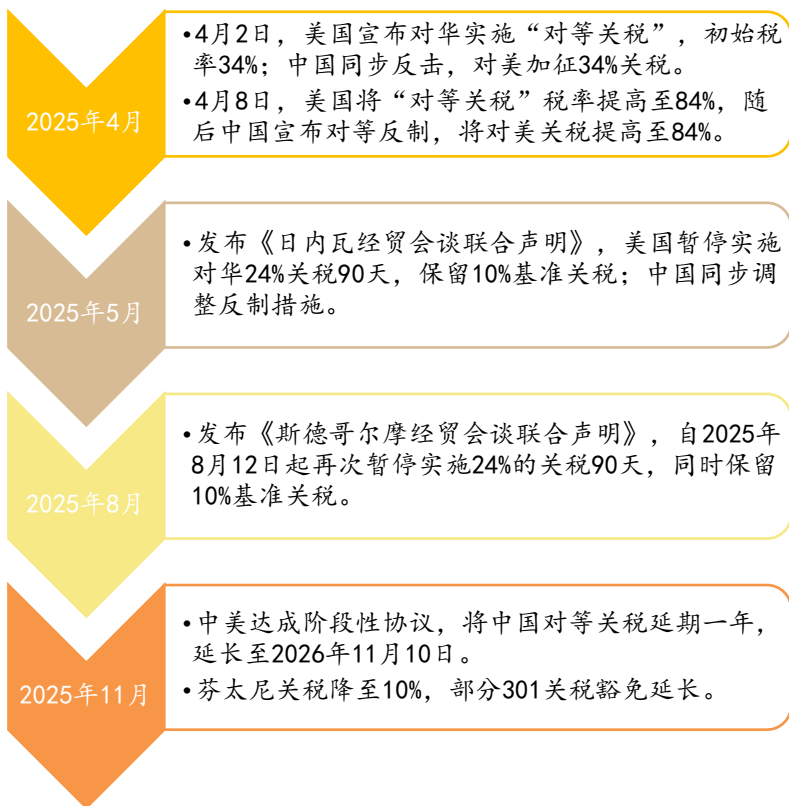 2025年4月
•4月2日，美国宣布对华实施“对等关税”，初始税
率34%；中国同步反击，对美加征34%关税。
•4月8日，美国将“对等关税”税率提高至84%，随
后中国宣布对等反制，将对美关税提高至84%。
2025年5月
•发布《日内瓦经贸会谈联合声明》，美国暂停实施
对华24%关税90天，保留10%基准关税；中国同步调
整反制措施。
2025年8月
•发布《斯德哥尔摩经贸会谈联合声明》，自2025年
8月12日起再次暂停实施24%的关税90天，同时保留
10%基准关税。
2025年11月
•中美达成阶段性协议，将中国对等关税延期一年，
延长至2026年11月10日。
•芬太尼关税降至10%，部分301关税豁免延长。